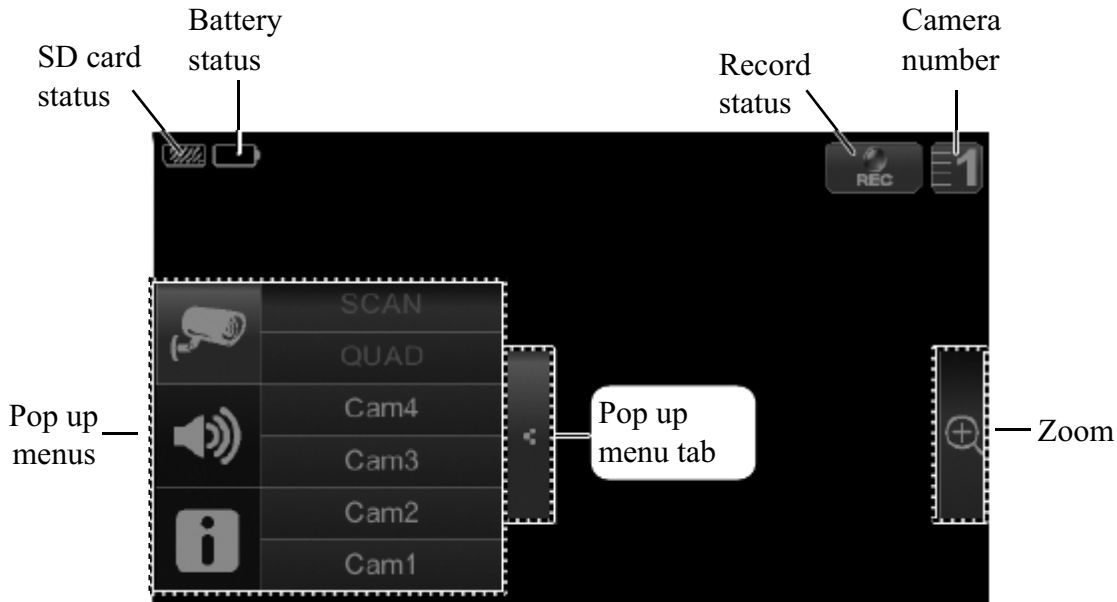 Battery
status
SD card
status
Camera
number
Record
status
REC
1
SCAN
QUAD
Cam4
Cam3
Cam2
Cam1
Pop up
menus
Pop up
menu tab
Zoom